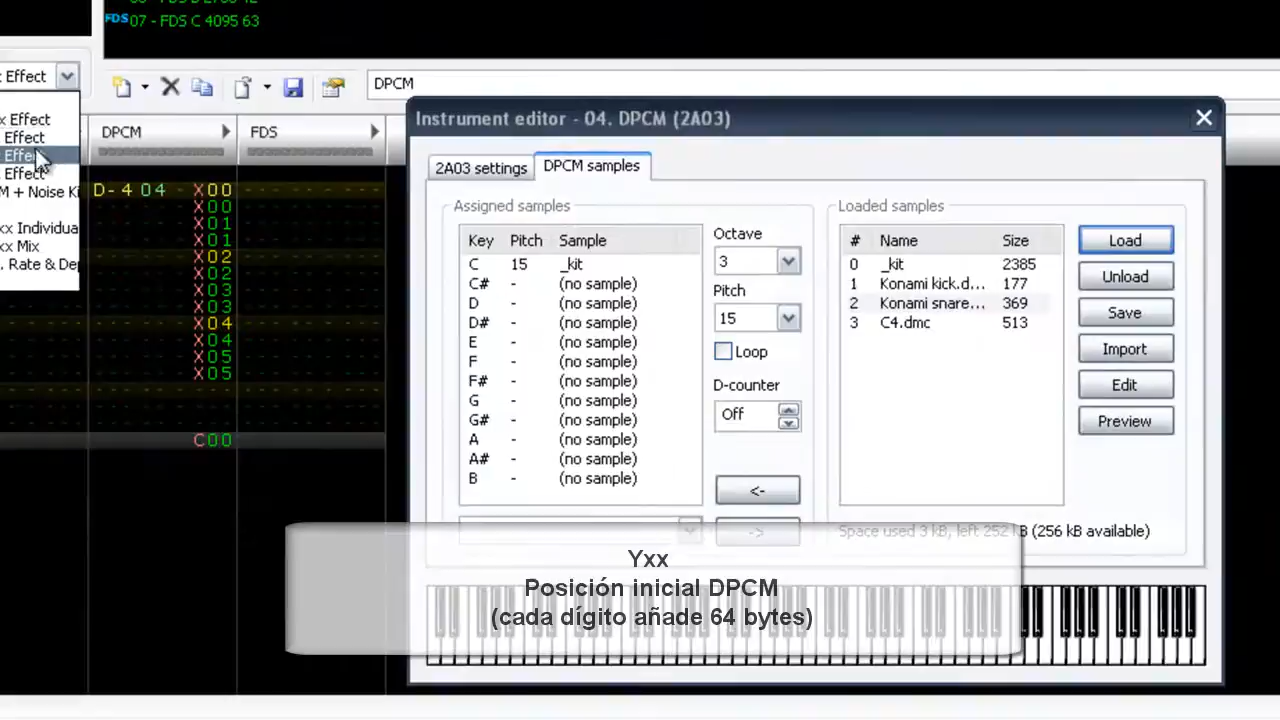 FDS 07 - FDS C 4095 63
Effect
DPCM
x Effect
Effect
Effect
Effect
M + Noise Ki
xx Individua
xx Mix
. Rate & De
DPCM
FDS
D-4 04 X00
X00
X01
X01
X02
X02
X03
X03
X04
X04
X05
X05
C00
Instrument editor - 04. DPCM (2A03)
2A03 settings
DPCM samples
Assigned samples
Key Pitch Sample
C 15 _kit
C# - (no sample)
D - (no sample)
D# - (no sample)
E - (no sample)
F - (no sample)
F# - (no sample)
G - (no sample)
G# - (no sample)
A - (no sample)
A# - (no sample)
B - (no sample)
Octave
3
Pitch
15
Loop
D-counter
Off
<-
->
Loaded samples
# Name Size
0 _kit 2385
1 Konami kick.d... 177
2 Konami snare... 369
3 C4.dmc 513
Load
Unload
Save
Import
Edit
Preview
Space used 3 kB, left 252 kB (256 kB available)
Yxx
Posición inicial DPCM
(cada dígito añade 64 bytes)